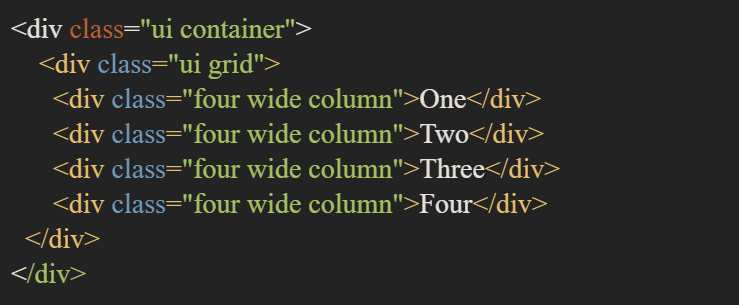 <div class="ui container">
<div class="ui grid">
<div class="four wide column">One</div>
<div class="four wide column">Two</div>
<div class="four wide column">Three</div>
<div class="four wide column">Four</div>
</div>
</div>